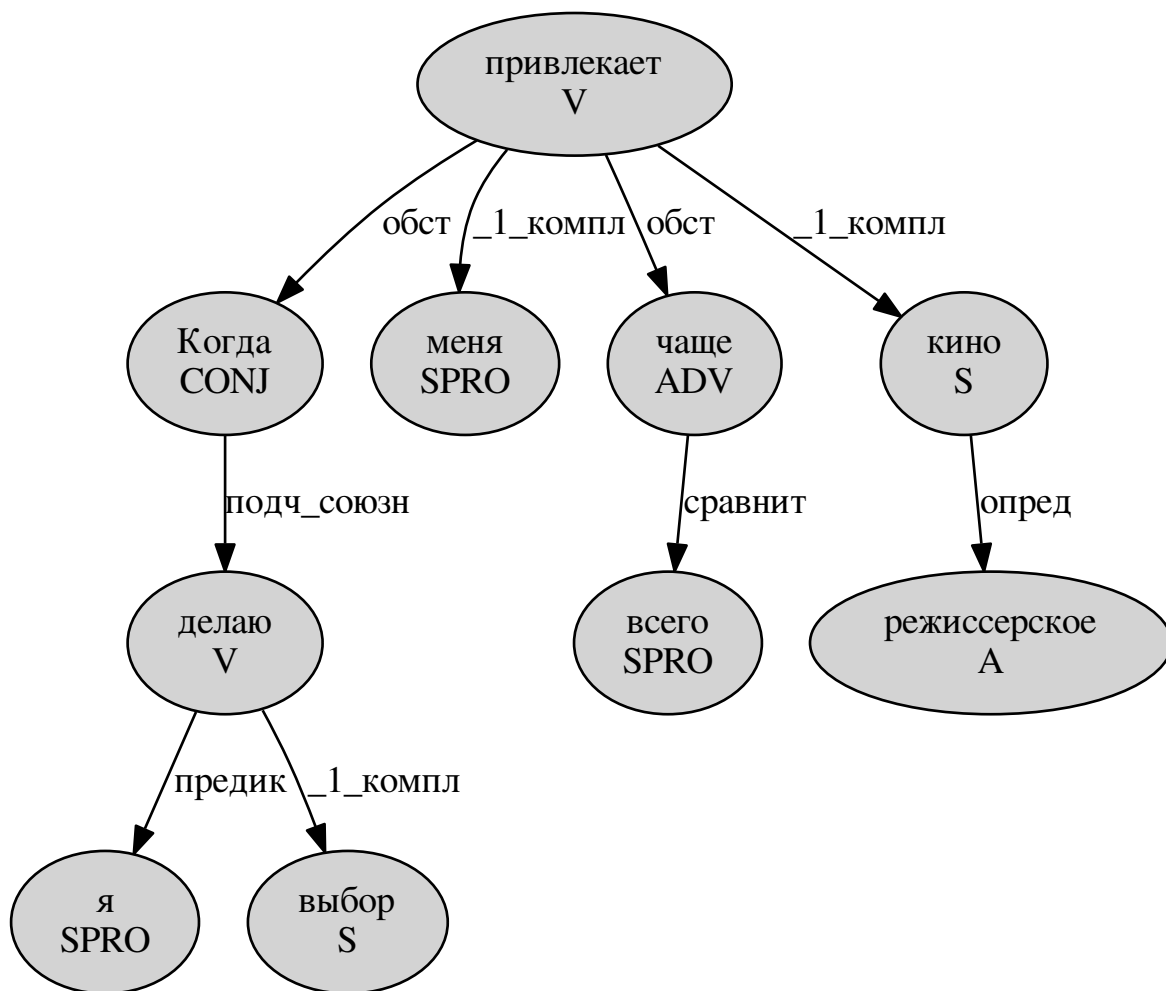 привлекает
V
обст
_1_компл
обст
_1_компл
Когда
CONJ
меня
SPRO
чаще
ADV
кино
S
подч_союзн
сравнит
опред
делаю
V
всего
SPRO
режиссерское
A
предик
_1_компл
я
SPRO
выбор
S